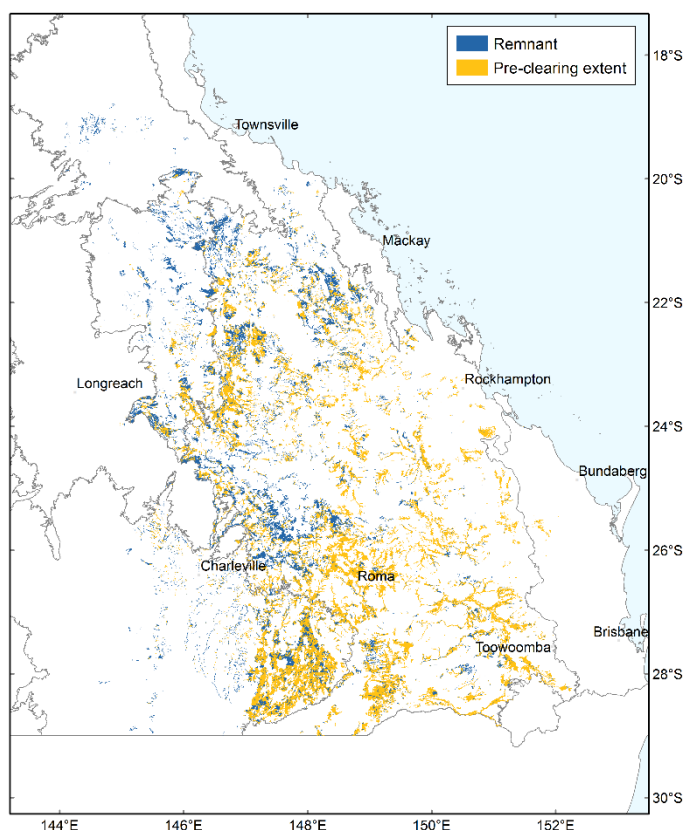 Remnant
Pre-clearing extent
18°S
Townsville
20°S
Mackay
22°S
Longreach
Rockhampton
24°S
Bundaberg
26°S
Charleville
Roma
Brisbane
Toowoomba
28°S
30°S
144°E 146°E 148°E 150°E 152°E